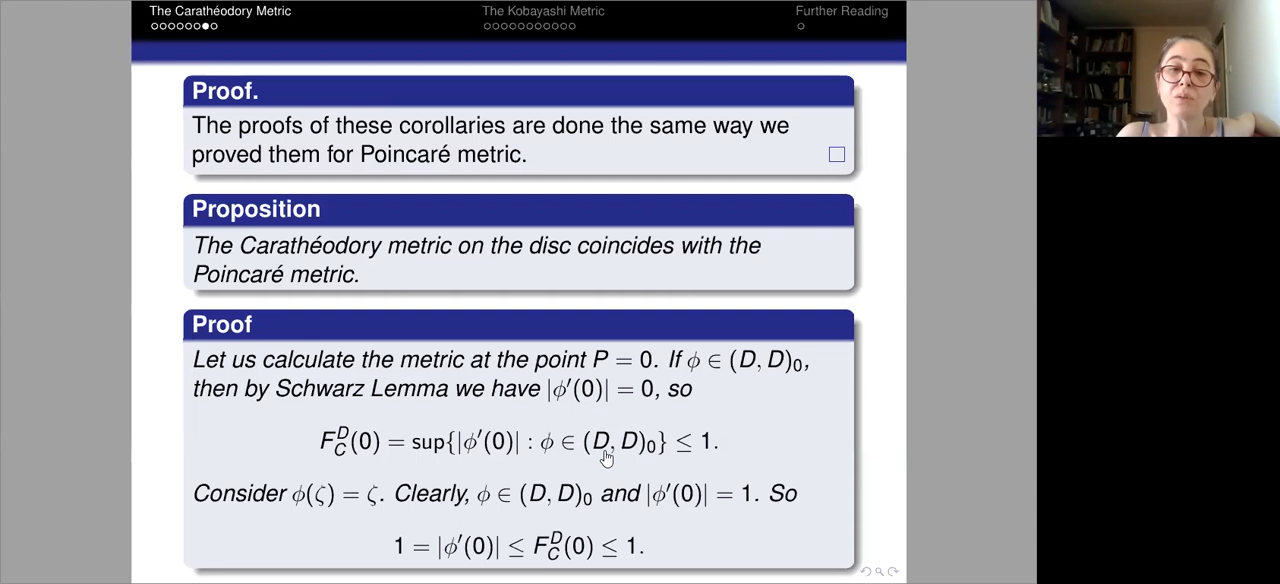 The Carathéodory Metric
The Kobayashi Metric
Further Reading
Proof.
The proofs of these corollaries are done the same way we
proved them for Poincaré metric.
Proposition
The Carathéodory metric on the disc coincides with the
Poincaré metric.
Proof
Let us calculate the metric at the point P = 0. If ϕ ∈ (D, D)₀,
then by Schwarz Lemma we have |ϕ′(0)| = 0, so
F_C^D(0) = sup{|ϕ′(0)| : ϕ ∈ (D, D)₀} ≤ 1.
Consider ϕ(ζ) = ζ. Clearly, ϕ ∈ (D, D)₀ and |ϕ′(0)| = 1. So
1 = |ϕ′(0)| ≤ F_C^D(0) ≤ 1.